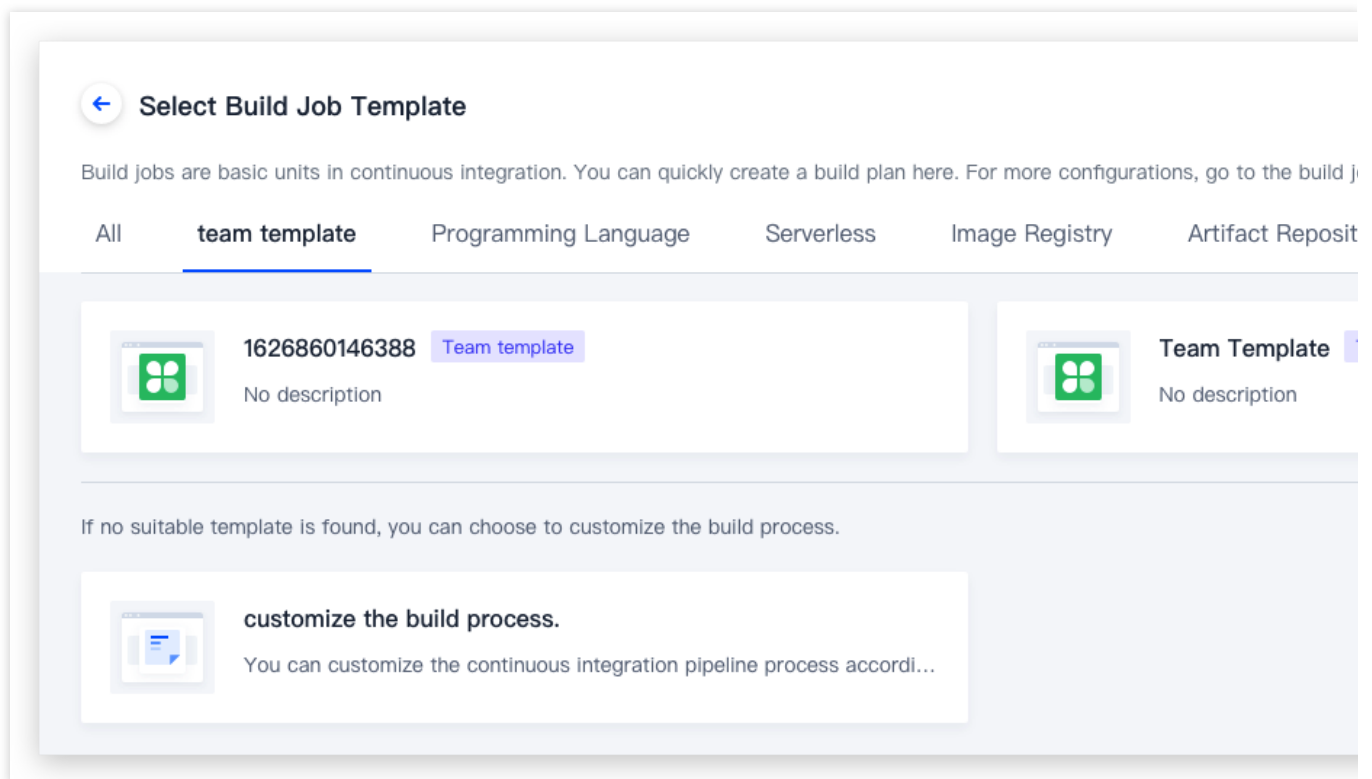 Select Build Job Template
Build jobs are basic units in continuous integration. You can quickly create a build plan here. For more configurations, go to the build
All team template Programming Language Serverless Image Registry Artifact
1626860146388 Team template
No description
Team Template
No description
If no suitable template is found, you can choose to customize the build process.
customize the build process.
You can customize the continuous integration pipeline process accordi...